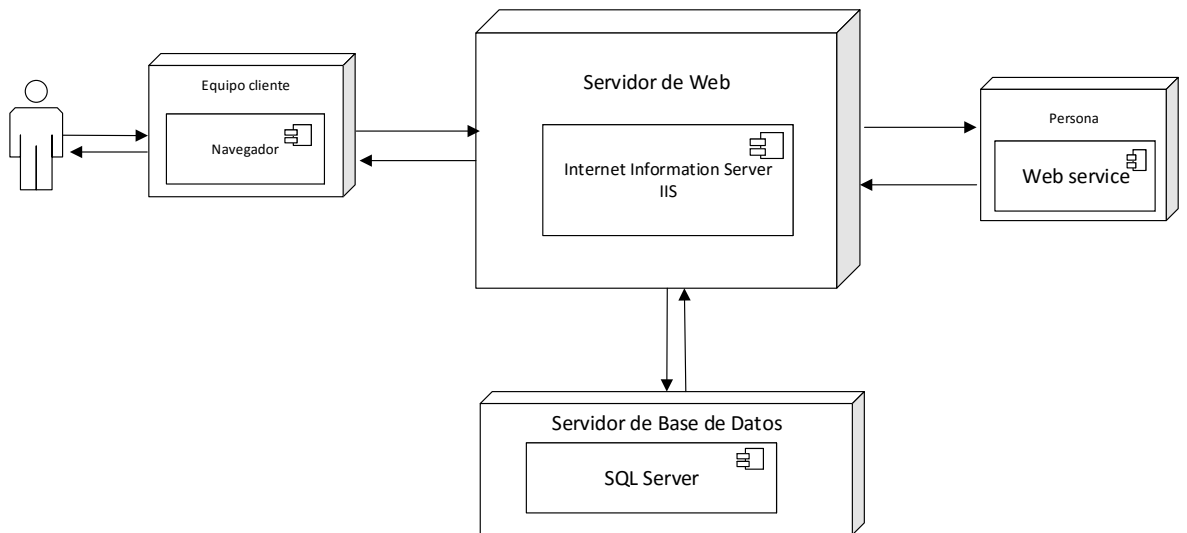 Equipo cliente
Navegador
Servidor de Web
Internet Information Server
IIS
Persona
Web service
Servidor de Base de Datos
SQL Server